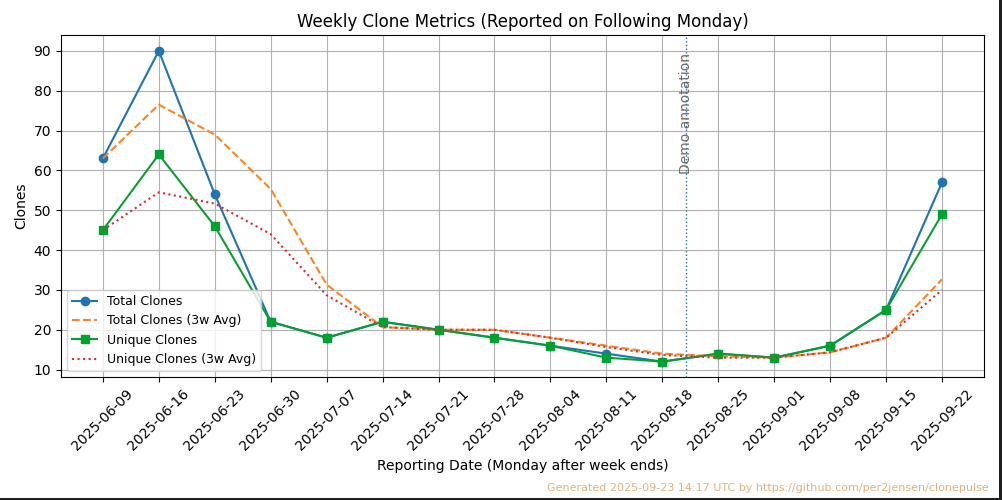 Weekly Clone Metrics (Reported on Following Monday)
Clones
90
80
70
60
50
40
30
20
10
Demo annotation
Total Clones
Total Clones (3w Avg)
Unique Clones
Unique Clones (3w Avg)
2025-06-09
2025-06-16
2025-06-23
2025-06-30
2025-07-07
2025-07-14
2025-07-21
2025-07-28
2025-08-04
2025-08-11
2025-08-18
2025-08-25
2025-09-01
2025-09-08
2025-09-15
2025-09-22
Reporting Date (Monday after week ends)
Generated 2025-09-23 14:17 UTC by https://github.com/per2jensen/clonepulse